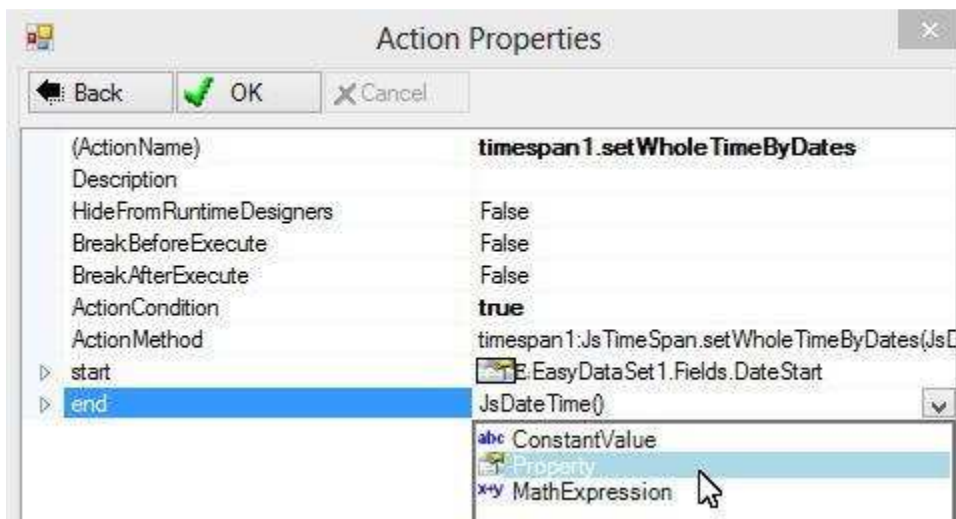 Action Properties
Back OK Cancel
(ActionName) timespan1.setWholeTimeByDates
Description
HideFromRuntimeDesigners False
BreakBeforeExecute False
BreakAfterExecute False
ActionCondition true
ActionMethod timespan1:JsTimeSpan.setWholeTimeByDates(JsD
start E.EasyDataSet1.Fields.DateStart
end JsDateTime()
abc ConstantValue
Property
x+y MathExpression